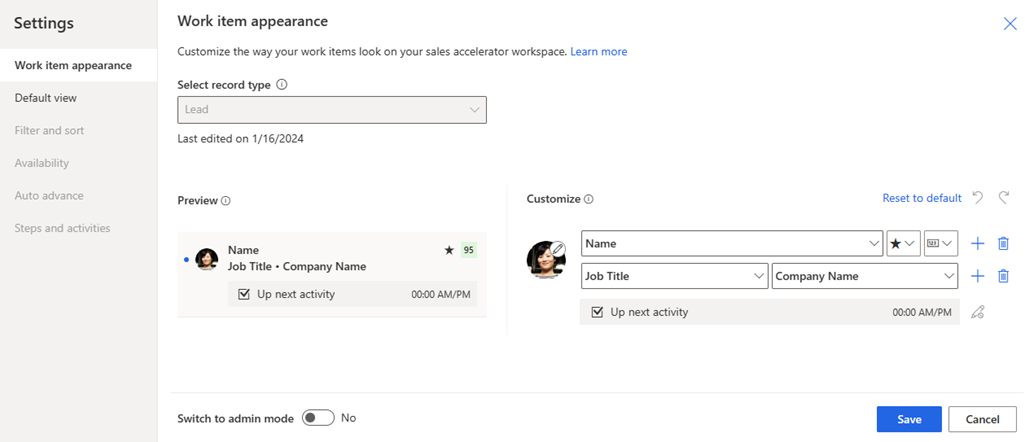 Settings
Work item appearance
Default view
Filter and sort
Availability
Auto advance
Steps and activities
Work item appearance
Customize the way your work items look on your sales accelerator workspace. Learn more
Select record type
Lead
Last edited on 1/16/2024
Preview
Name
95
Job Title • Company Name
Up next activity 00:00 AM/PM
Customize
Reset to default
Name
Job Title Company Name
Up next activity 00:00 AM/PM
Switch to admin mode No
Save Cancel